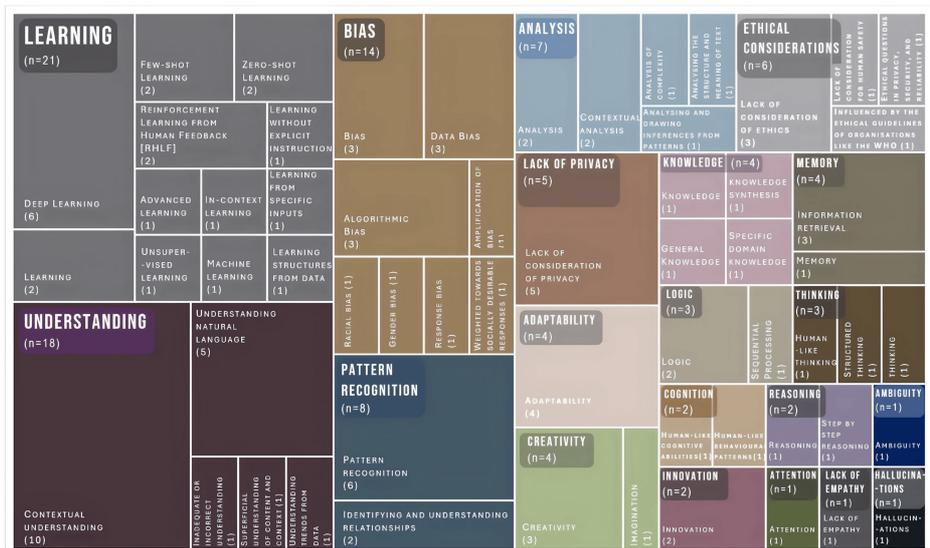 LEARNING
(n=21)
DEEP LEARNING
(6)
LEARNING
(2)
FEW-SHOT
LEARNING
(2)
ZERO-SHOT
LEARNING
(2)
REINFORCEMENT
LEARNING FROM
HUMAN FEEDBACK
[RHLF]
(2)
LEARNING
WITHOUT
EXPLICIT
INSTRUCTION
(1)
ADVANCED
LEARNING
(1)
IN-CONTEXT
LEARNING
(1)
LEARNING
FROM
SPECIFIC
INPUTS
(1)
UNSUPER-
-VISED
LEARNING
(1)
MACHINE
LEARNING
(1)
LEARNING
STRUCTURES
FROM DATA
(1)
UNDERSTANDING
(n=18)
CONTEXTUAL
UNDERSTANDING
(10)
UNDERSTANDING
NATURAL
LANGUAGE
(5)
INADEQUATE OR
INCORRECT
UNDERSTANDING
(1)
SUPERFICIAL
UNDERSTANDING
OF CONTENT AND
CONTEXT (1)
UNDERSTANDING
TRENDS FROM
DATA
(1)
BIAS
(n=14)
BIAS
(3)
DATA BIAS
(3)
ALGORITHMIC
BIAS
(3)
AMPLIFICATION OF
BIAS
(1)
RACIAL BIAS (1)
GENDER BIAS (1)
RESPONSE BIAS
(1)
WEIGHTED TOWARDS
SOCIALLY DESIRABLE
RESPONSES (1)
PATTERN
RECOGNITION
(n=8)
PATTERN
RECOGNITION
(6)
IDENTIFYING AND UNDERSTANDING
RELATIONSHIPS
(2)
ANALYSIS
(n=7)
ANALYSIS
(2)
CONTEXTUAL
ANALYSIS
(2)
ANALYSIS OF
COMPLEXITY
(1)
ANALYSING THE
STRUCTURE AND
MEANING OF TEXT
(1)
ANALYSING AND
DRAWING
INFERENCES FROM
PATTERNS (1)
ETHICAL
CONSIDERATIONS
(n=6)
LACK OF
CONSIDERATION
OF ETHICS
(3)
LACK OF
CONSIDERATION
FOR HUMAN SAFETY
(1)
ETHICAL QUESTIONS
IN PRIVACY,
SECURITY, AND
RELIABILITY (1)
INFLUENCED BY THE
ETHICAL GUIDELINES
OF ORGANISATIONS
LIKE THE WHO (1)
LACK OF PRIVACY
(n=5)
LACK OF
CONSIDERATION
OF PRIVACY
(5)
KNOWLEDGE (n=4)
KNOWLEDGE
(1)
KNOWLEDGE
SYNTHESIS
(1)
GENERAL
KNOWLEDGE
(1)
SPECIFIC
DOMAIN
KNOWLEDGE
(1)
MEMORY
(n=4)
INFORMATION
RETRIEVAL
(3)
MEMORY
(1)
ADAPTABILITY
(n=4)
ADAPTABILITY
(4)
LOGIC
(n=3)
LOGIC
(2)
SEQUENTIAL
PROCESSING
(1)
THINKING
(n=3)
HUMAN
-LIKE
THINKING
(1)
STRUCTURED
THINKING
(1)
THINKING
(1)
CREATIVITY
(n=4)
CREATIVITY
(3)
IMAGINATION
(1)
COGNITION
(n=2)
HUMAN-LIKE
COGNITIVE
ABILITIES(1)
HUMAN-LIKE
BEHAVIOURAL
PATTERNS(1)
REASONING
(n=2)
REASONING
(1)
STEP BY
STEP
REASONING
(1)
AMBIGUITY
(n=1)
AMBIGUITY
(1)
INNOVATION
(n=2)
INNOVATION
(2)
ATTENTION
(n=1)
ATTENTION
(1)
LACK OF
EMPATHY
(n=1)
LACK OF
EMPATHY
(1)
HALLUCINA-
-TIONS
(n=1)
HALLUCIN-
-ATIONS
(1)